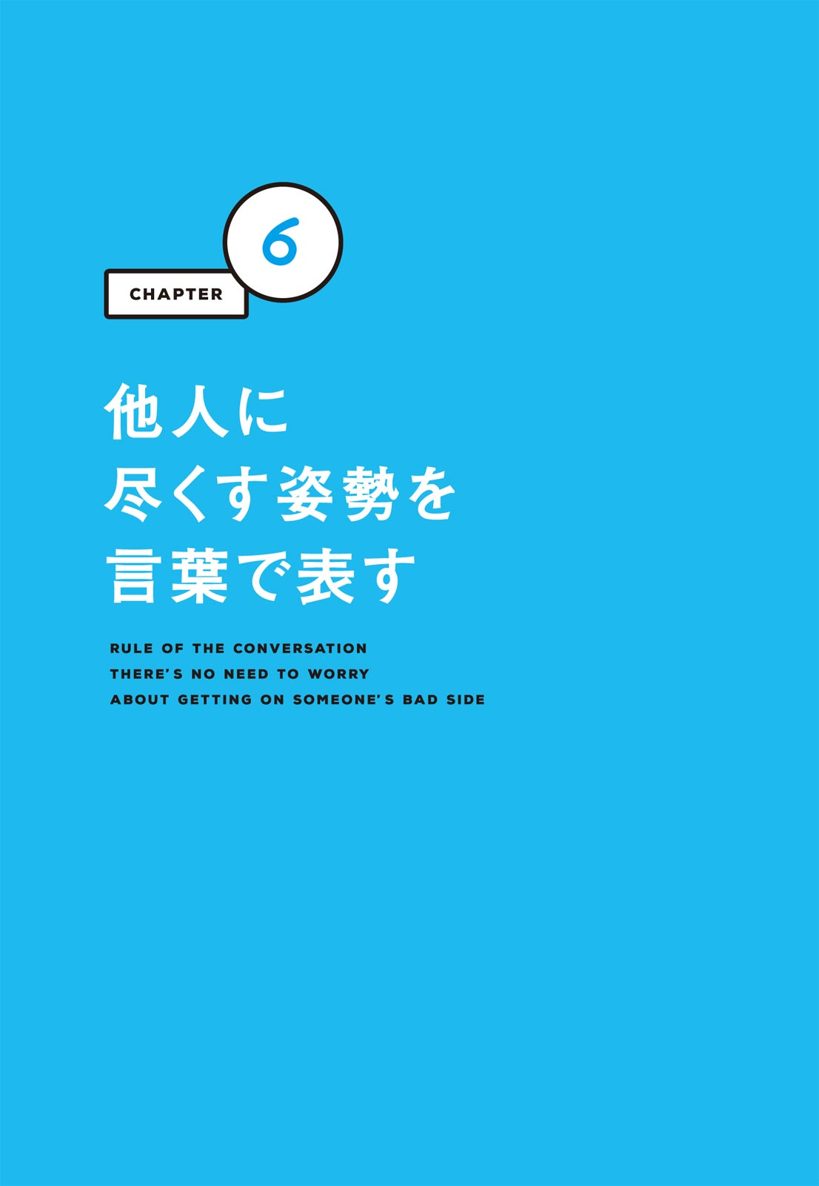 6
CHAPTER
他人に
尽くす姿勢を
言葉で表す
RULE OF THE CONVERSATION
THERE'S NO NEED TO WORRY
ABOUT GETTING ON SOMEONE'S BAD SIDE